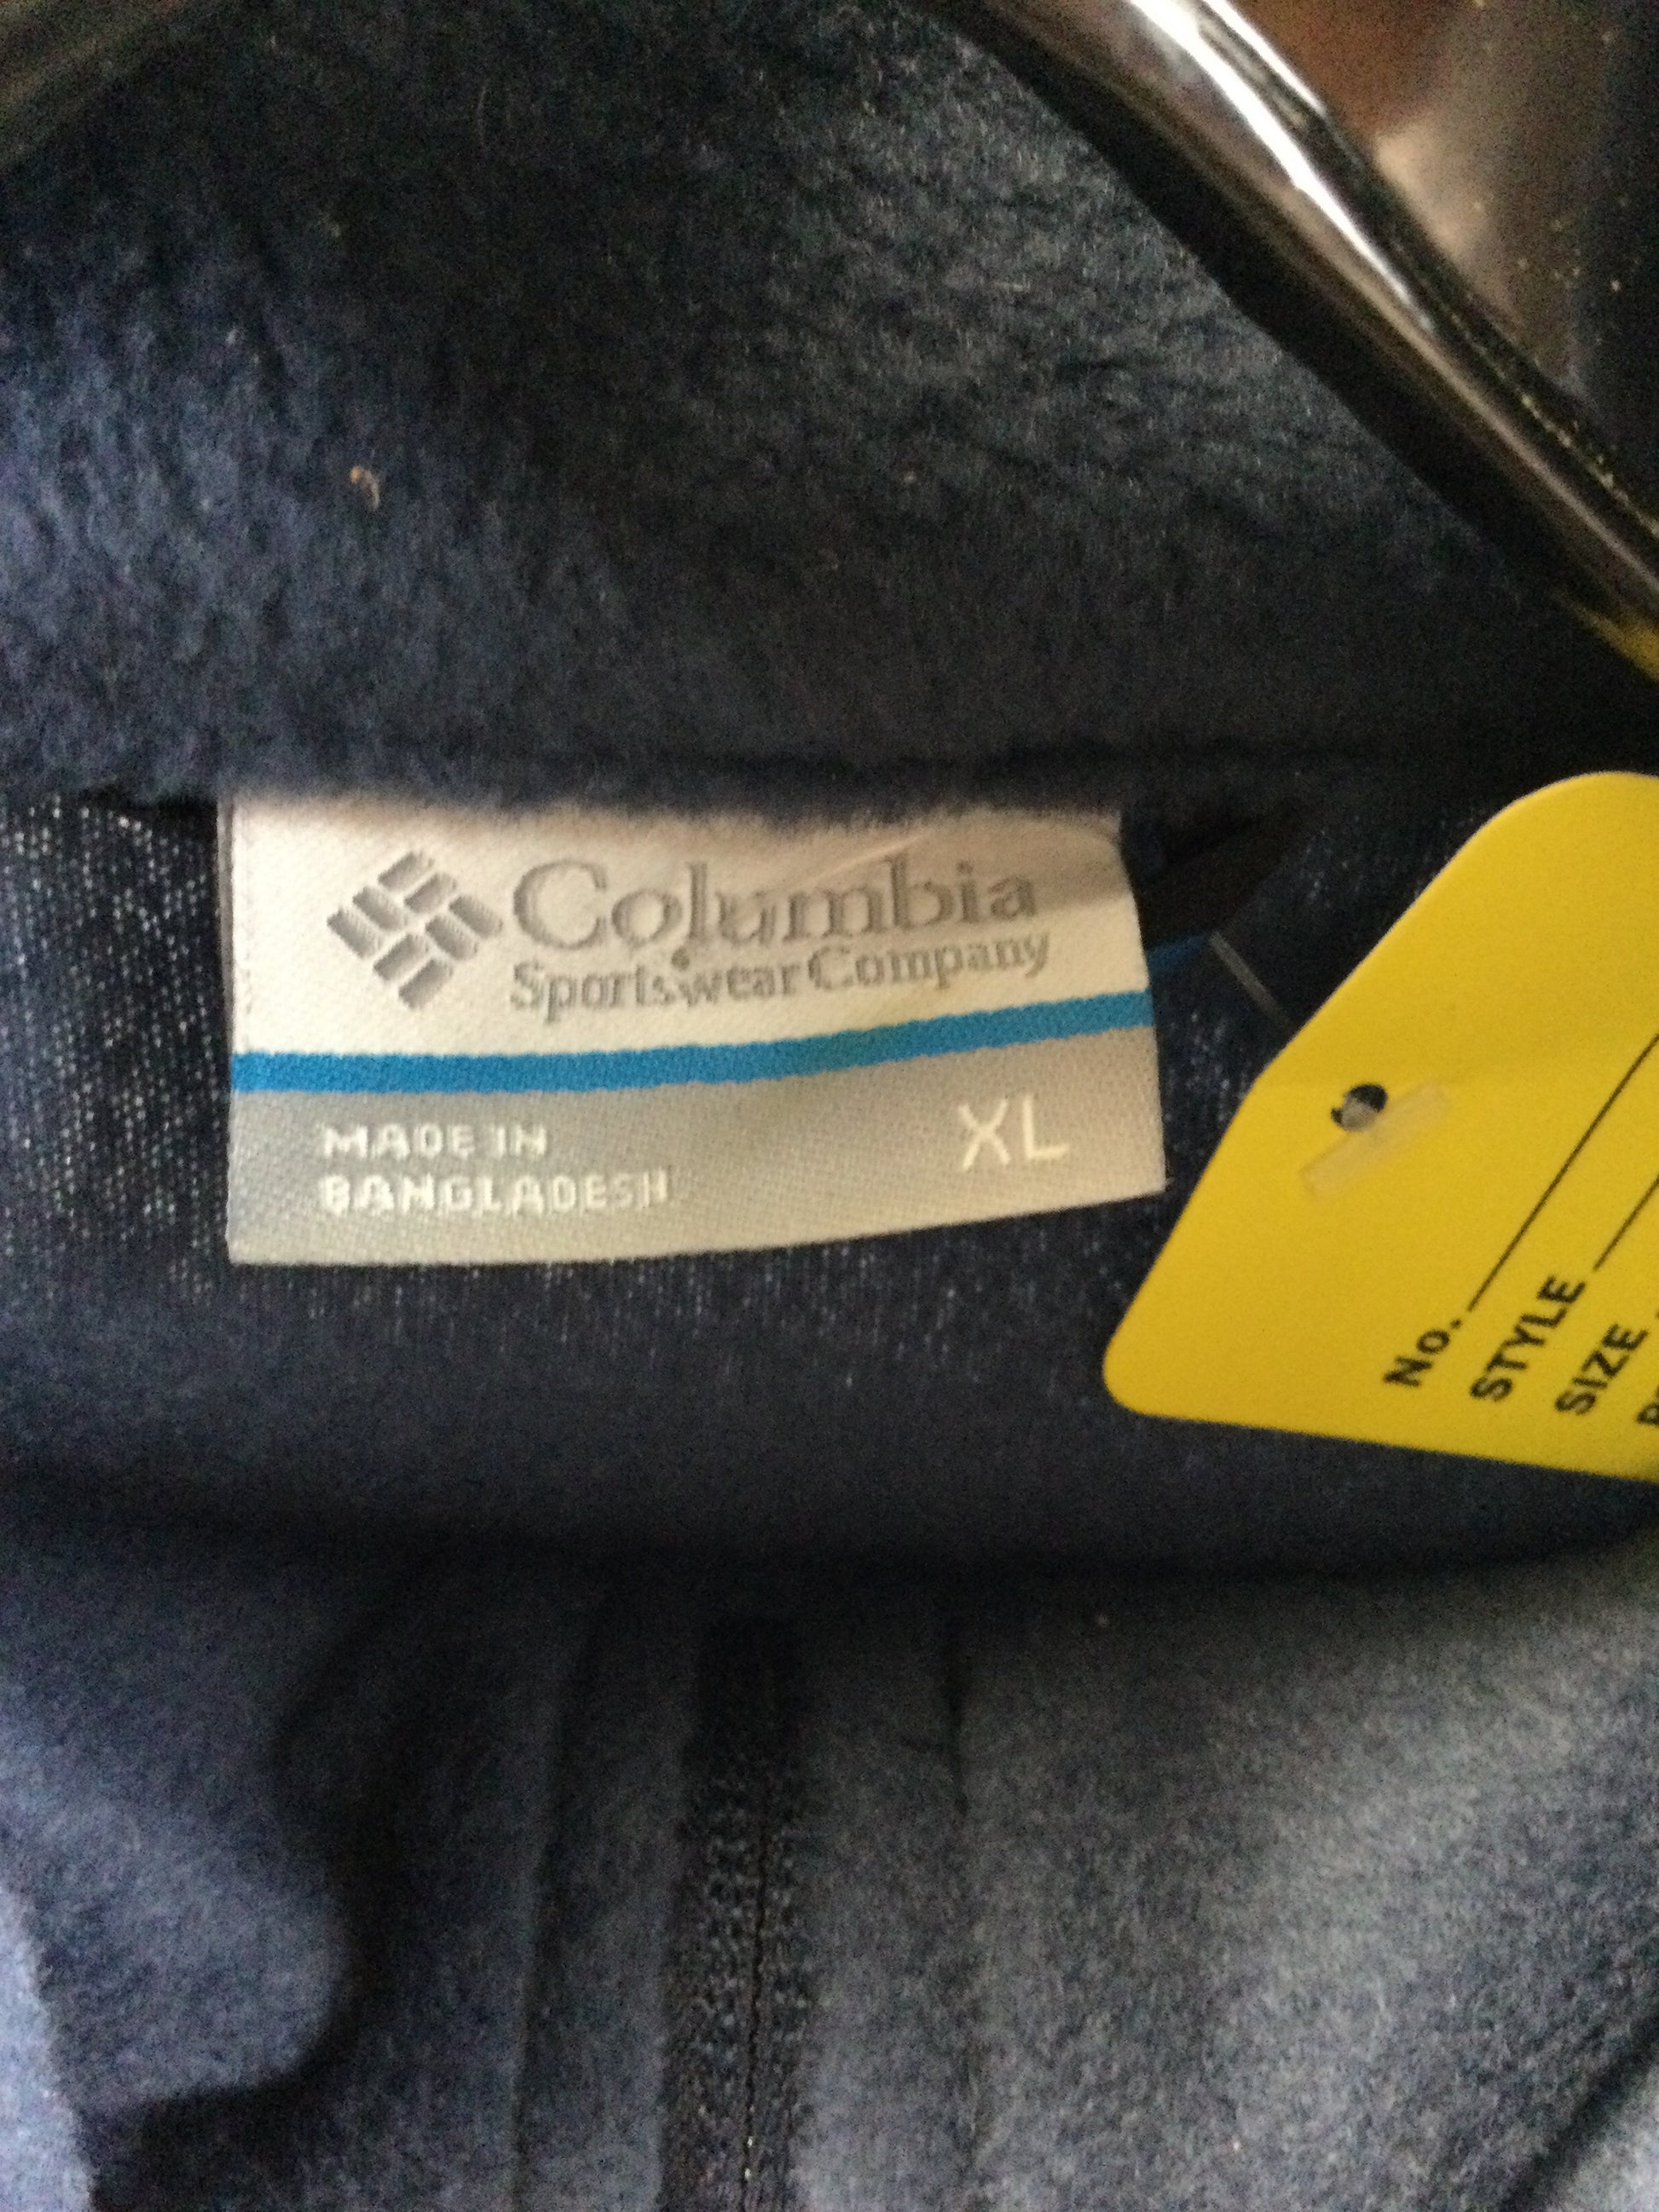 Columbia
Sportswear Company
MADE IN
BANGLADESH
XL
No.
STYLE
SIZE